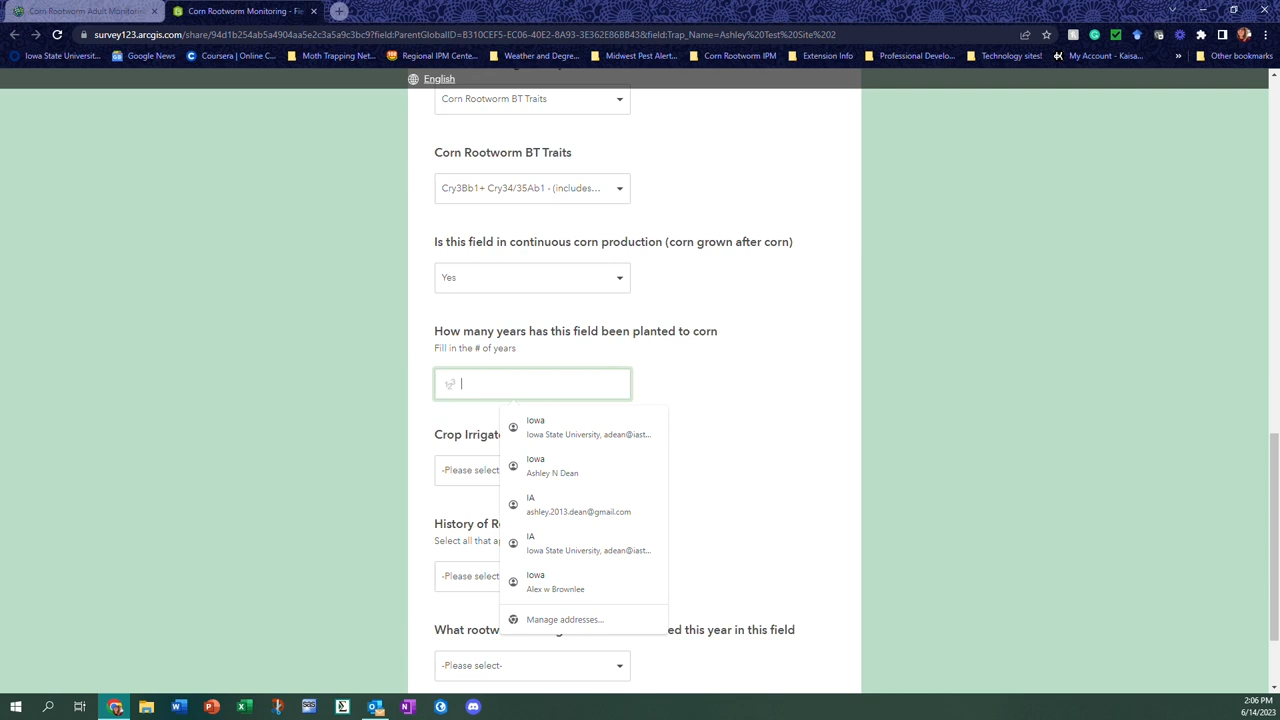 Corn Rootworm Adult Monitoring
Corn Rootworm Monitoring - Fie
survey123.arcgis.com/share/94d1b254ab5a4904aa5e2c3a5a9c3bc9?field:ParentGlobalID=B310CEF5-EC06-40E2-8A93-3E362E86BB438&field:Trap_Name=Ashley%20Test%20Site%202
Iowa State Universit...
Google News
Coursera | Online C...
Moth Trapping Net...
Regional IPM Cente...
Weather and Degre...
Midwest Pest Alert...
Corn Rootworm IPM
Extension Info
Professional Develo...
Technology sites!
My Account - Kaisa...
»
Other bookmarks
English
Corn Rootworm BT Traits
Corn Rootworm BT Traits
Cry3Bb1+ Cry34/35Ab1 - (includes...
Is this field in continuous corn production (corn grown after corn)
Yes
How many years has this field been planted to corn
Fill in the # of years
123
Iowa
Iowa State University, adean@iast...
Crop Irrigat
Iowa
Ashley N Dean
-Please select
IA
ashley.2013.dean@gmail.com
History of R
Select all that ap
IA
Iowa State University, adean@iast...
-Please select
Iowa
Alex w Brownlee
Manage addresses...
What rootw
ed this year in this field
-Please select-
2:06 PM
6/14/2023